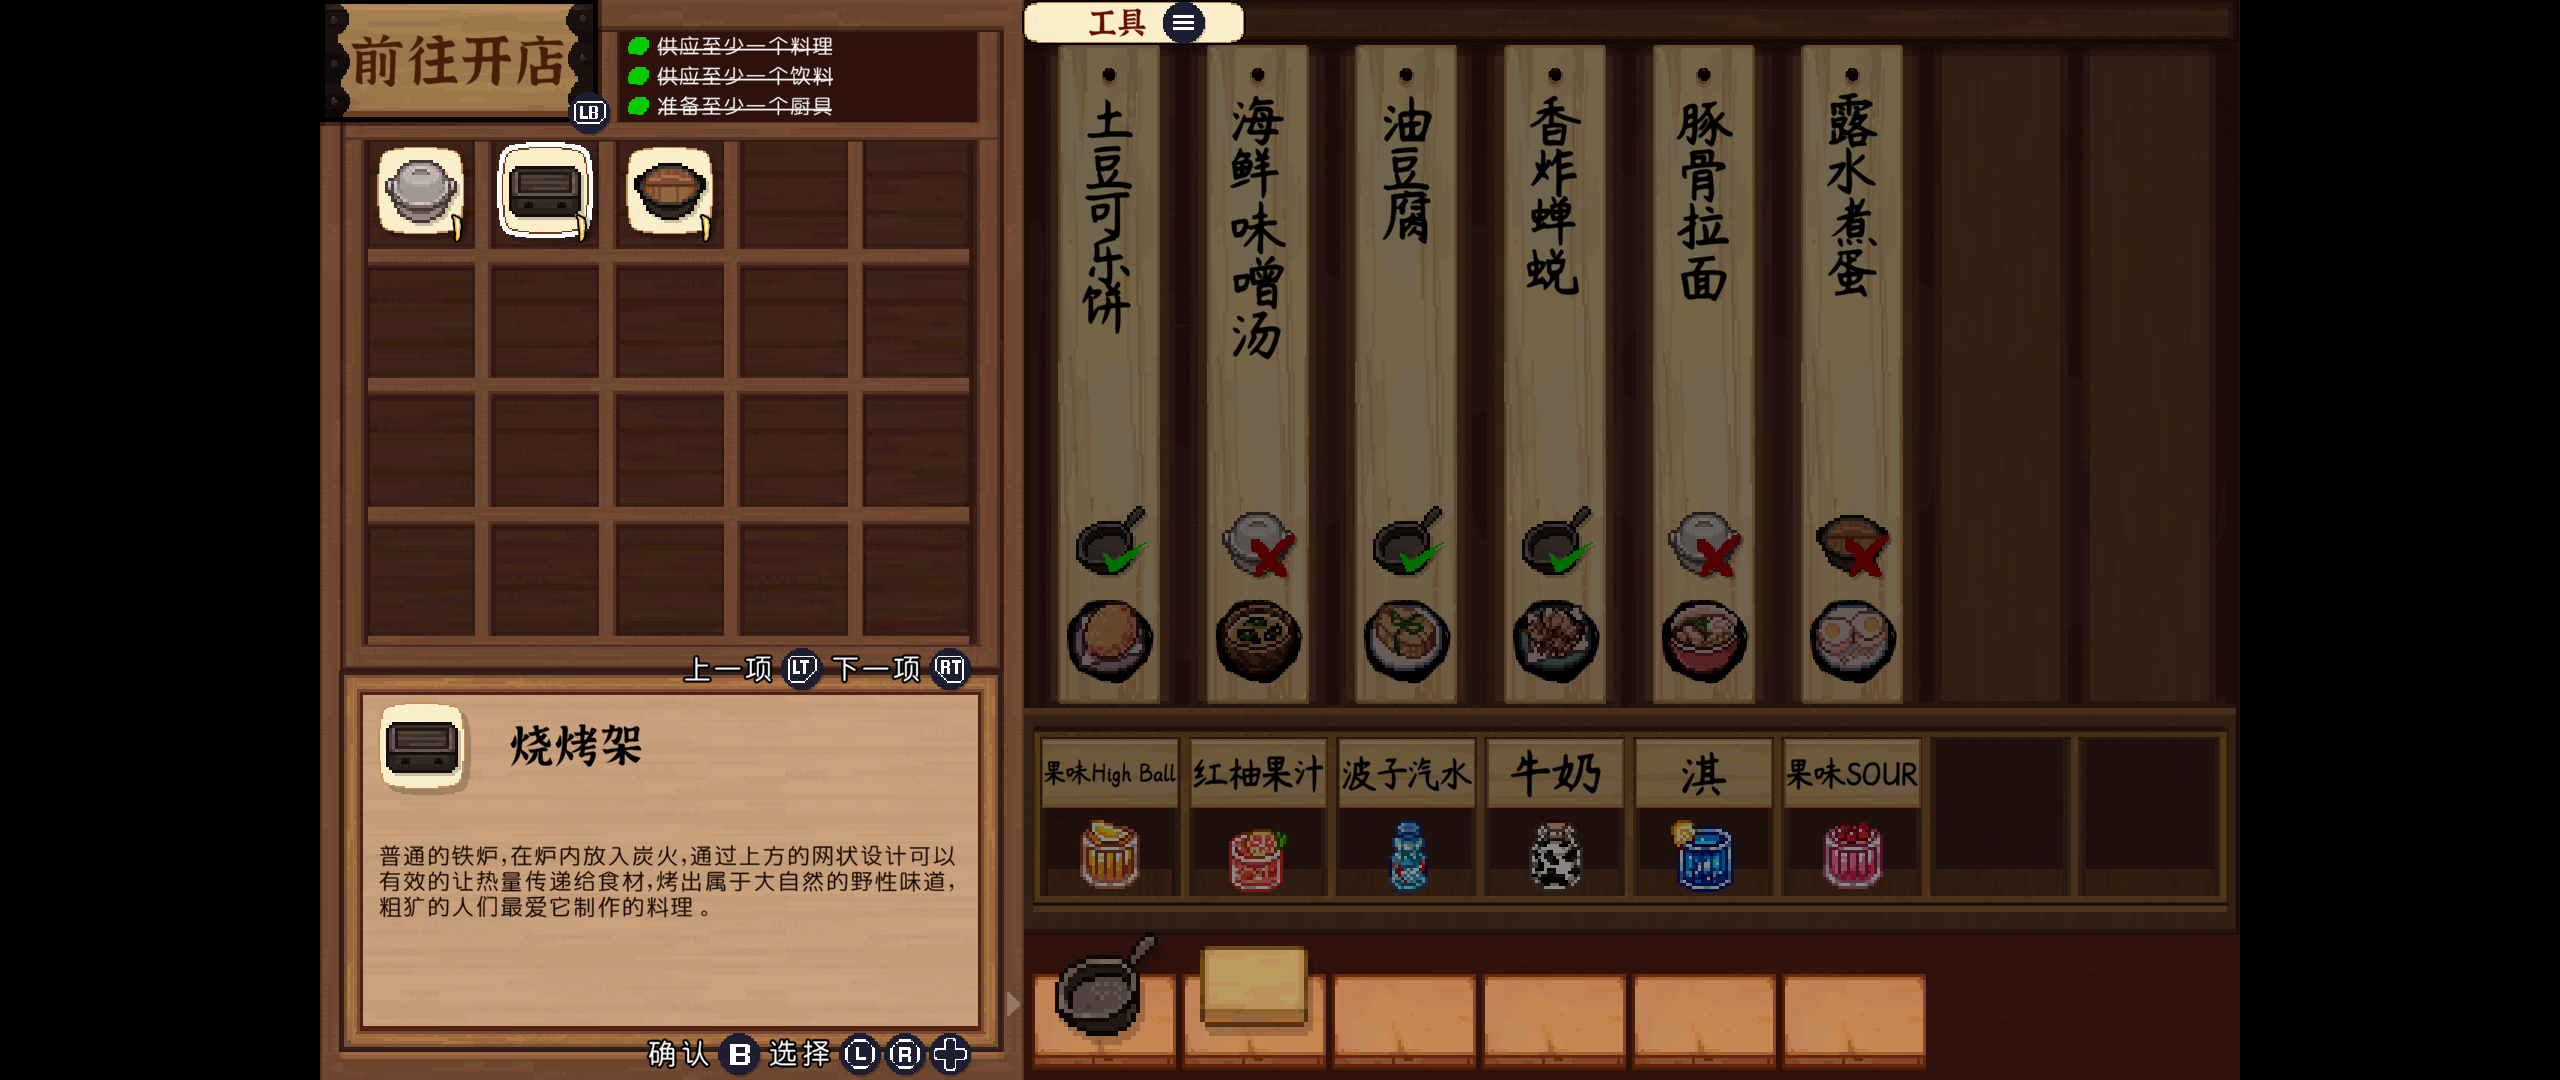 前往开店
LB
供应至少一个料理
供应至少一个饮料
准备至少一个厨具
上一项 LT 下一项 RT
烧烤架
普通的铁炉,在炉内放入炭火,通过上方的网状设计可以
有效的让热量传递给食材,烤出属于大自然的野性味道,
粗犷的人们最爱它制作的料理。
确认 B 选择 L R
工具
土豆可乐饼
海鲜味噌汤
油豆腐
香炸蝉蜕
豚骨拉面
露水煮蛋
果味High Ball
红柚果汁
波子汽水
牛奶
淇
果味SOUR